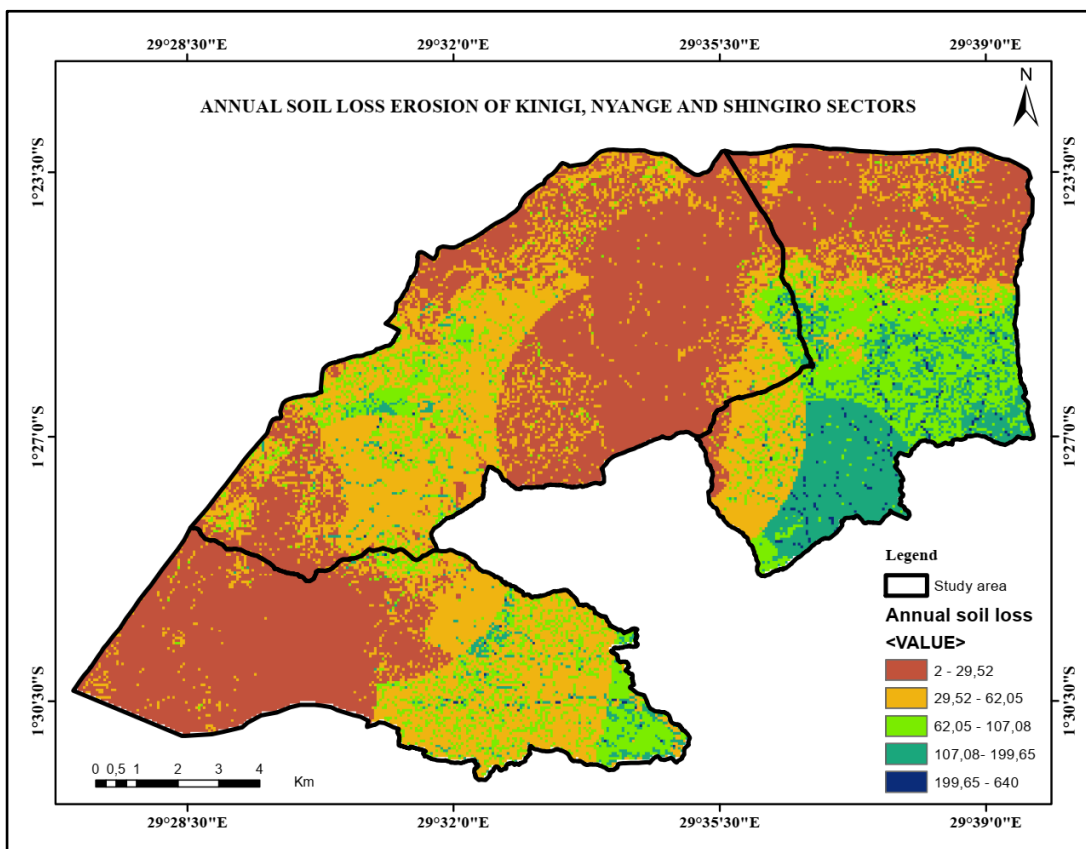 29°28'30"E 29°32'0"E 29°35'30"E 29°39'0"E
N
ANNUAL SOIL LOSS EROSION OF KINIGI, NYANGE AND SHINGIRO SECTORS
1°23'30"S 1°23'30"S
1°27'0"S 1°27'0"S
Legend
Study area
Annual soil loss
<VALUE>
2 - 29,52
29,52 - 62,05
62,05 - 107,08
107,08- 199,65
199,65 - 640
1°30'30"S 1°30'30"S
0 0,5 1 2 3 4
Km
29°28'30"E 29°32'0"E 29°35'30"E 29°39'0"E